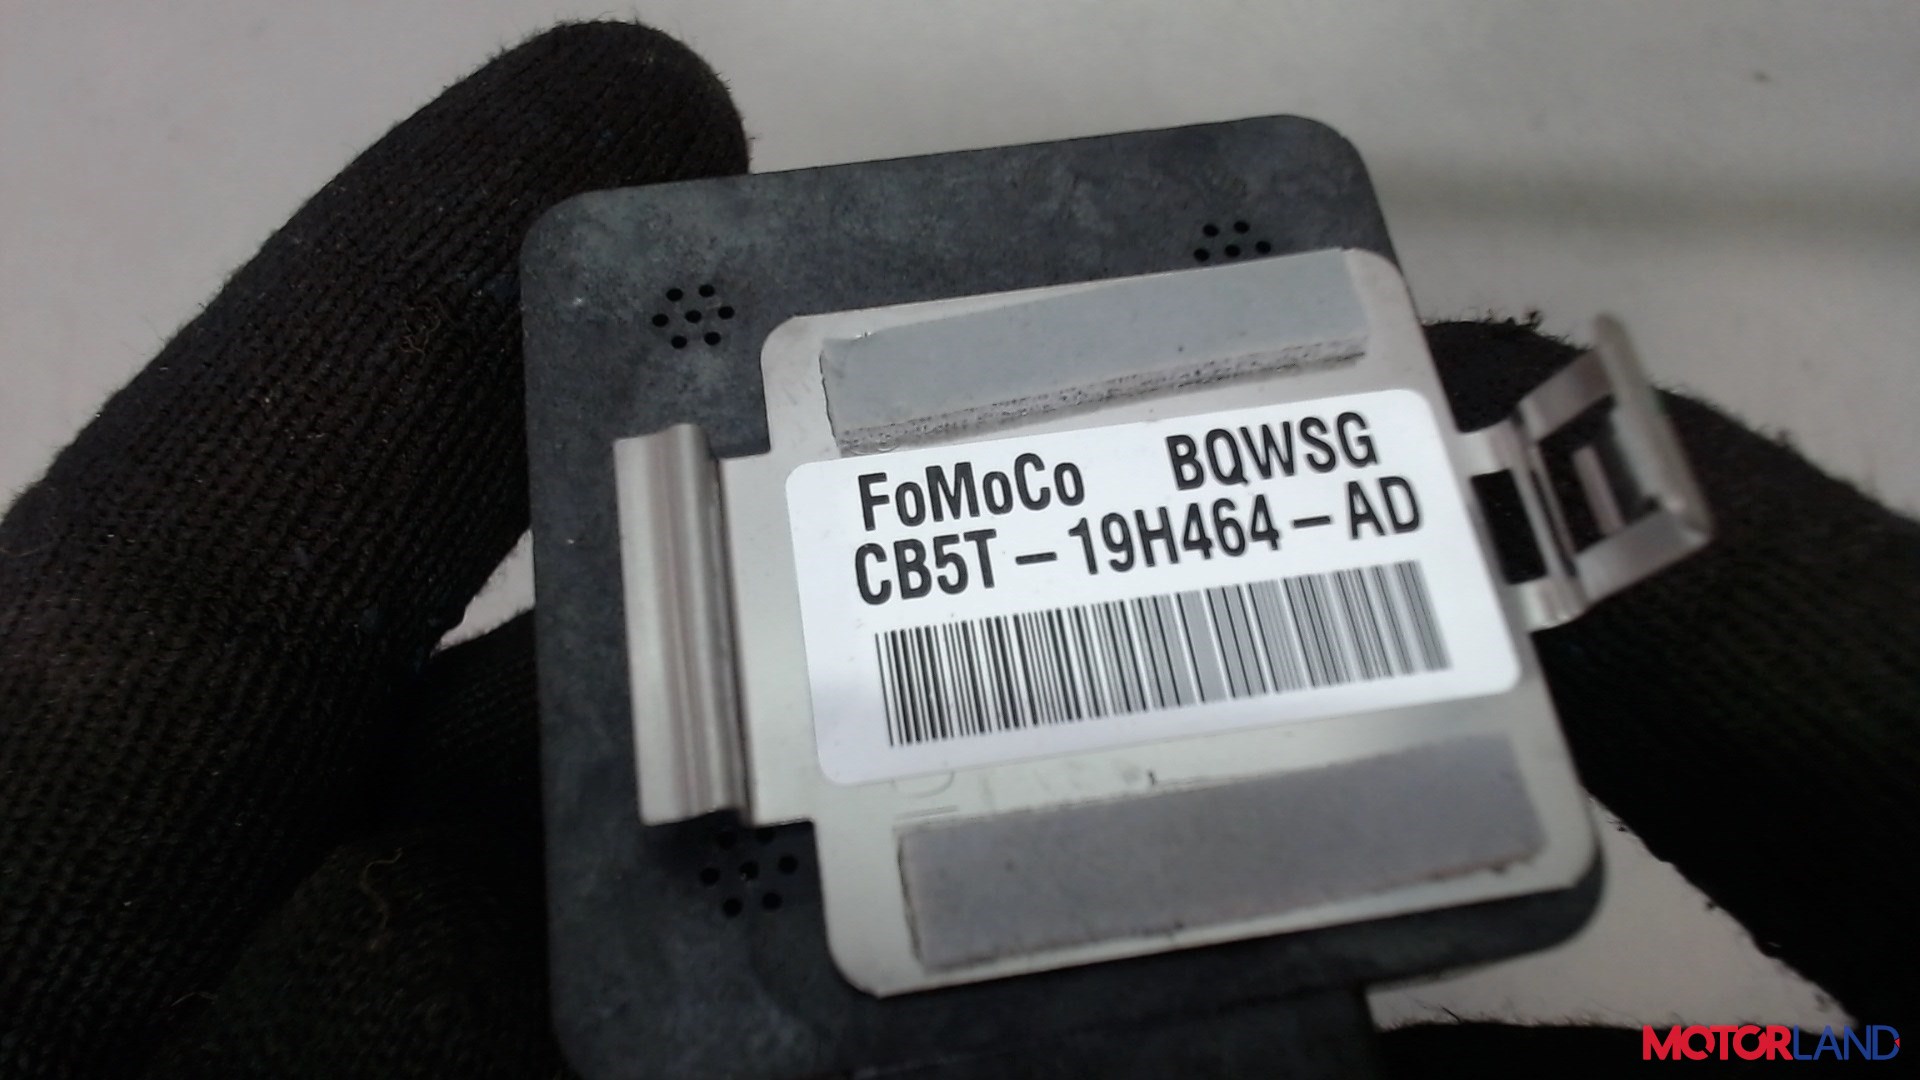 FoMoCo BQWSG
CB5T-19H464-AD
MOTORLAND